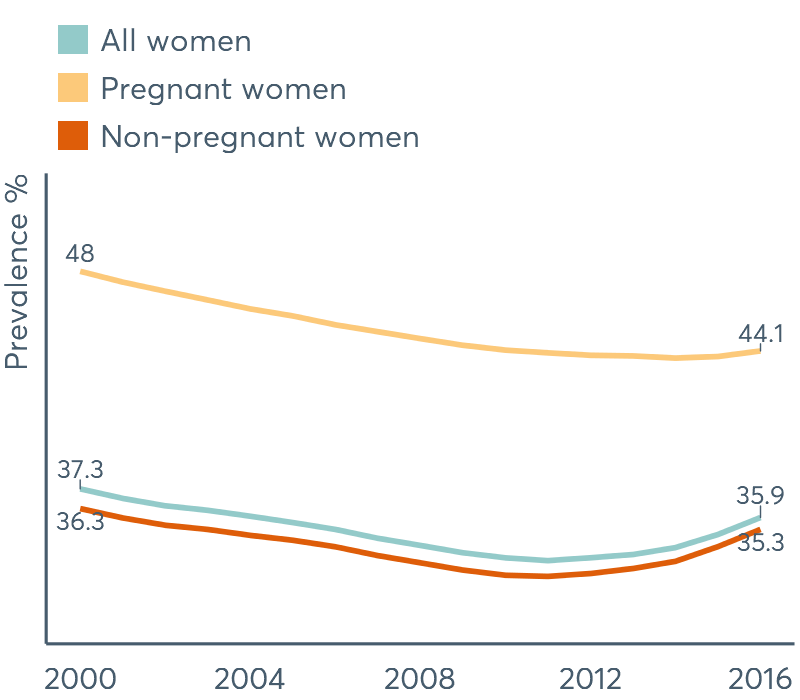 All women
Pregnant women
Non-pregnant women
Prevalence %
48
44.1
37.3
36.3
35.9
35.3
2000 2004 2008 2012 2016